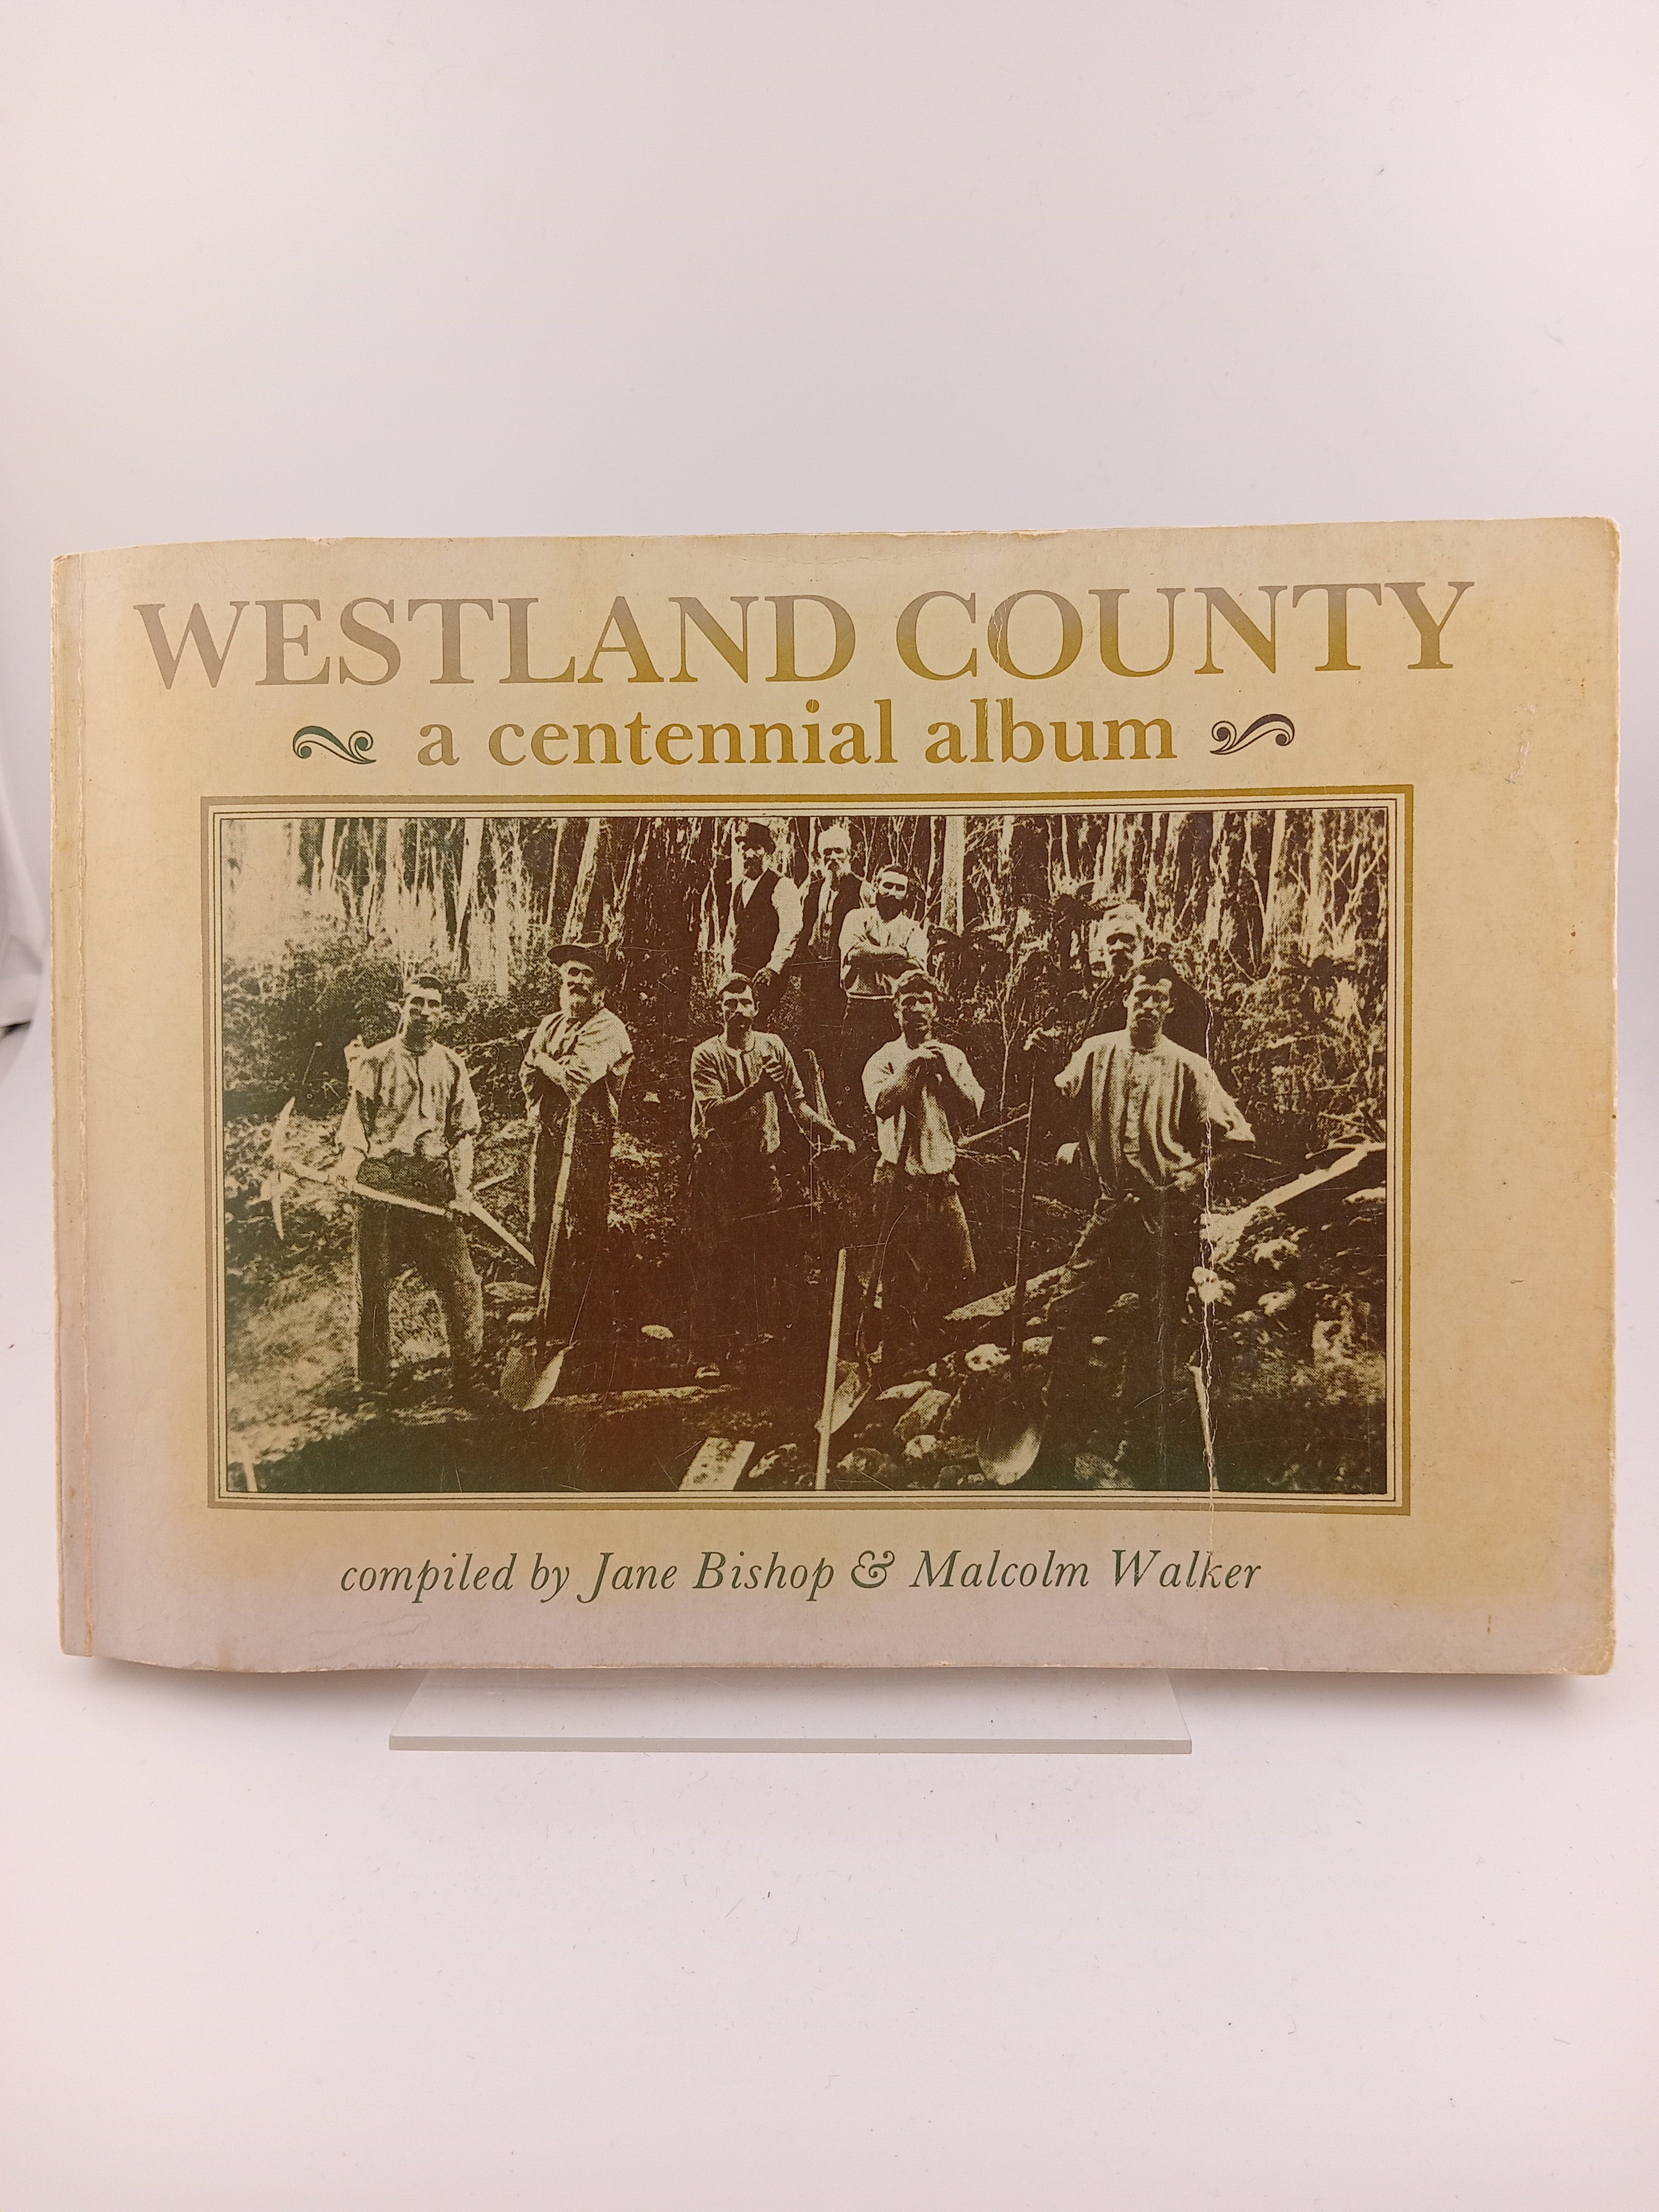 WESTLAND COUNTY
a centennial album
compiled by Jane Bishop & Malcolm Walker